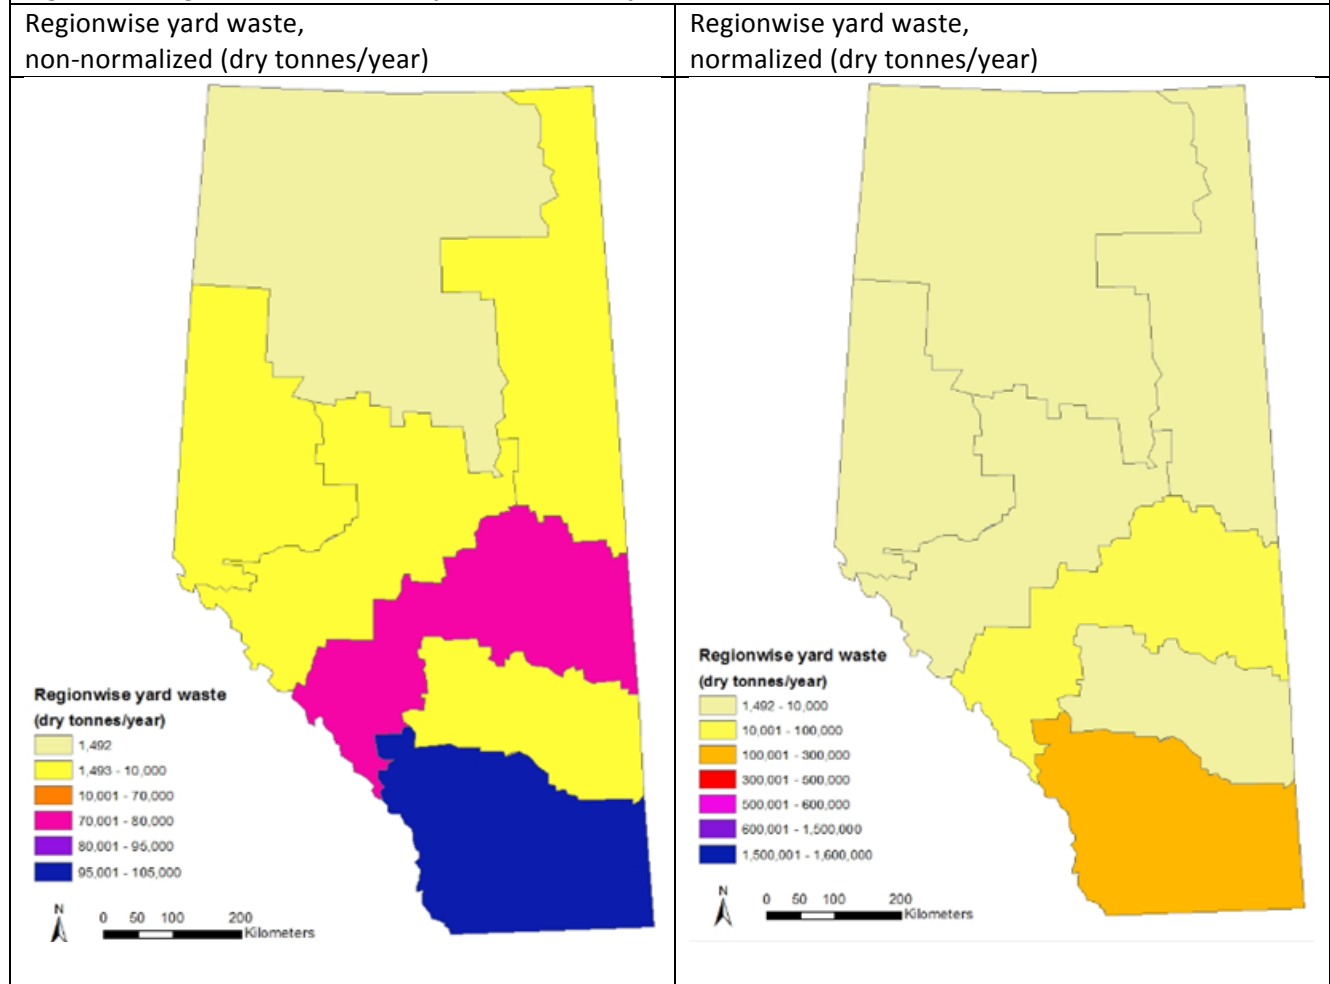 Regionwise yard waste,
non-normalized (dry tonnes/year)
Regionwise yard waste,
normalized (dry tonnes/year)
Regionwise yard waste
(dry tonnes/year)
1,492
1,493 - 10,000
10,001 - 70,000
70,001 - 80,000
80,001 - 95,000
95,001 - 105,000
N
0 50 100 200
Kilometers
Regionwise yard waste
(dry tonnes/year)
1,492 - 10,000
10,001 - 100,000
100,001 - 300,000
300,001 - 500,000
500,001 - 600,000
600,001 - 1,500,000
1,500,001 - 1,600,000
N
0 50 100 200
Kilometers